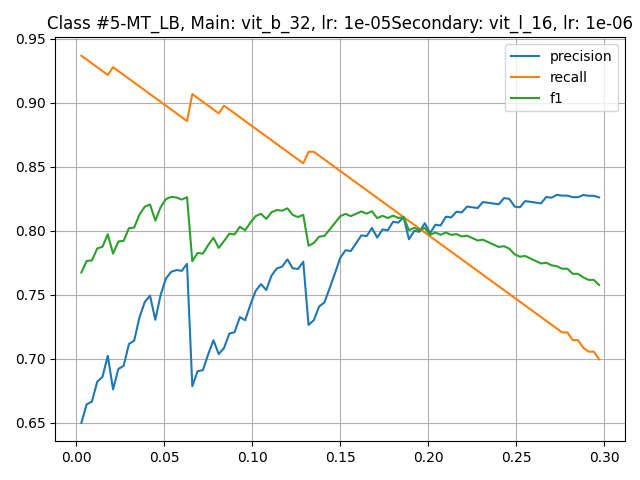 Class #5-MT_LB, Main: vit_b_32, lr: 1e-05Secondary: vit_l_16, lr: 1e-06
precision
recall
f1
0.95
0.90
0.85
0.80
0.75
0.70
0.65
0.00 0.05 0.10 0.15 0.20 0.25 0.30